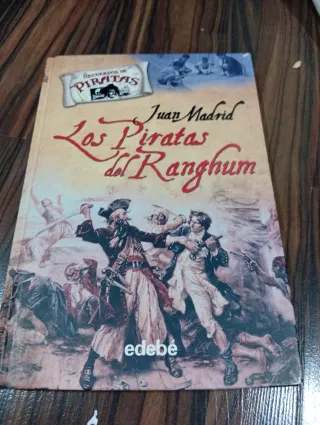 PIRATAS
Juan Madrid
Los Piratas
del Ranghum
edebé